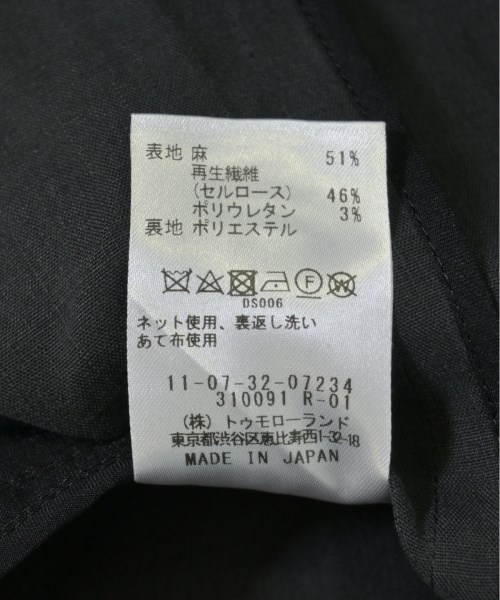 表地 麻 51%
再生繊維
(セルロース) 46%
ポリウレタン 3%
裏地 ポリエステル
F W
DS006
ネット使用、裏返し洗い
あて布使用
11-07-32-07234
310091 R-01
(株) トゥモローランド
東京都渋谷区恵比寿西1-32-18
MADE IN JAPAN